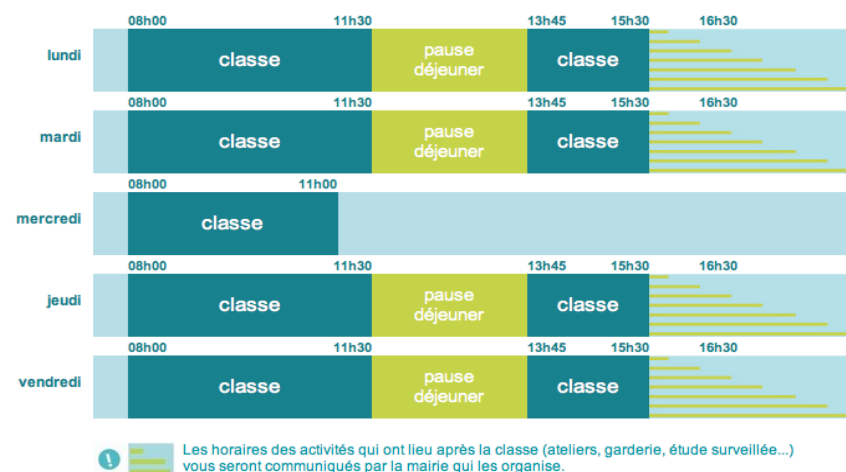 08h00 11h30 13h45 15h30 16h30
lundi classe pause déjeuner classe
08h00 11h30 13h45 15h30 16h30
mardi classe pause déjeuner classe
08h00 11h00
mercredi classe
08h00 11h30 13h45 15h30 16h30
jeudi classe pause déjeuner classe
08h00 11h30 13h45 15h30 16h30
vendredi classe pause déjeuner classe
! Les horaires des activités qui ont lieu après la classe (ateliers, garderie, étude surveillée...)
vous seront communiqués par la mairie qui les organise.